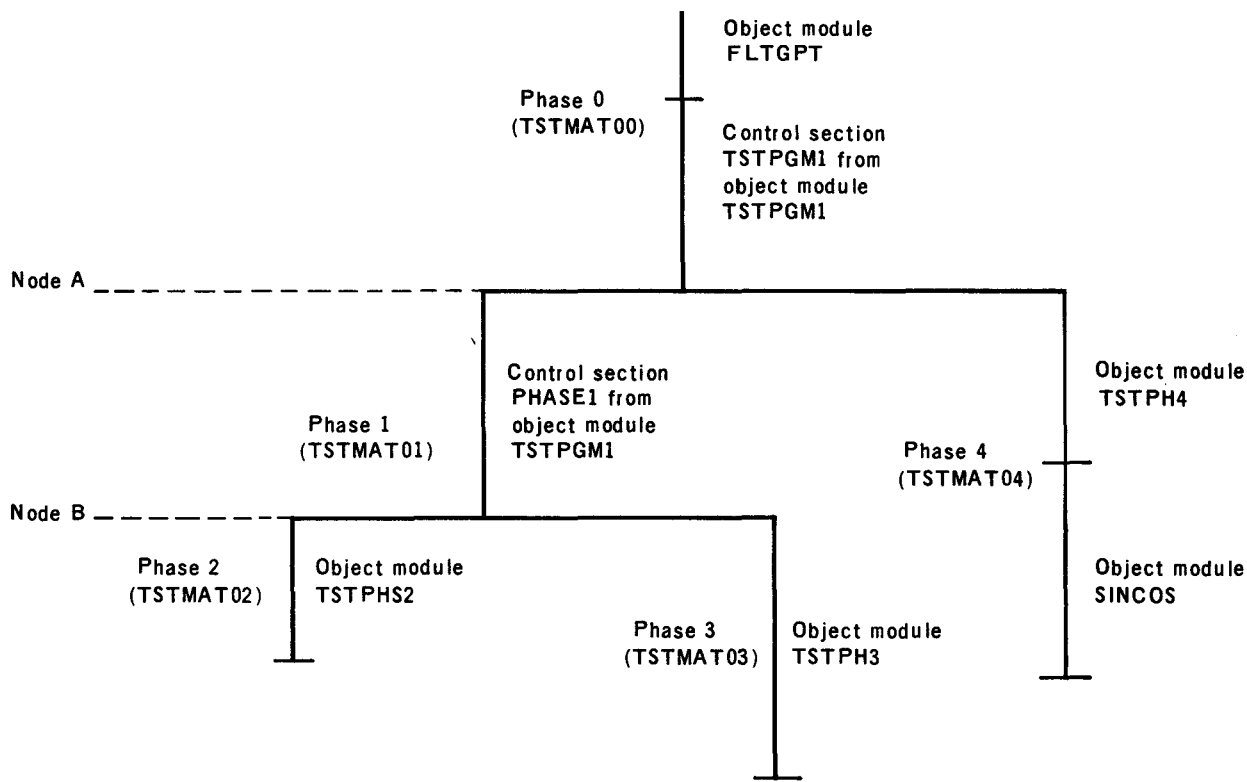 Object module
FLTGPT
Phase 0
(TSTMAT00)
Control section
TSTPGM1 from
object module
TSTPGM1
Node A
Control section
PHASE1 from
object module
TSTPGM1
Phase 1
(TSTMAT01)
Object module
TSTPH4
Phase 4
(TSTMAT04)
Node B
Phase 2
(TSTMAT02)
Object module
TSTPHS2
Object module
SINCOS
Phase 3
(TSTMAT03)
Object module
TSTPH3